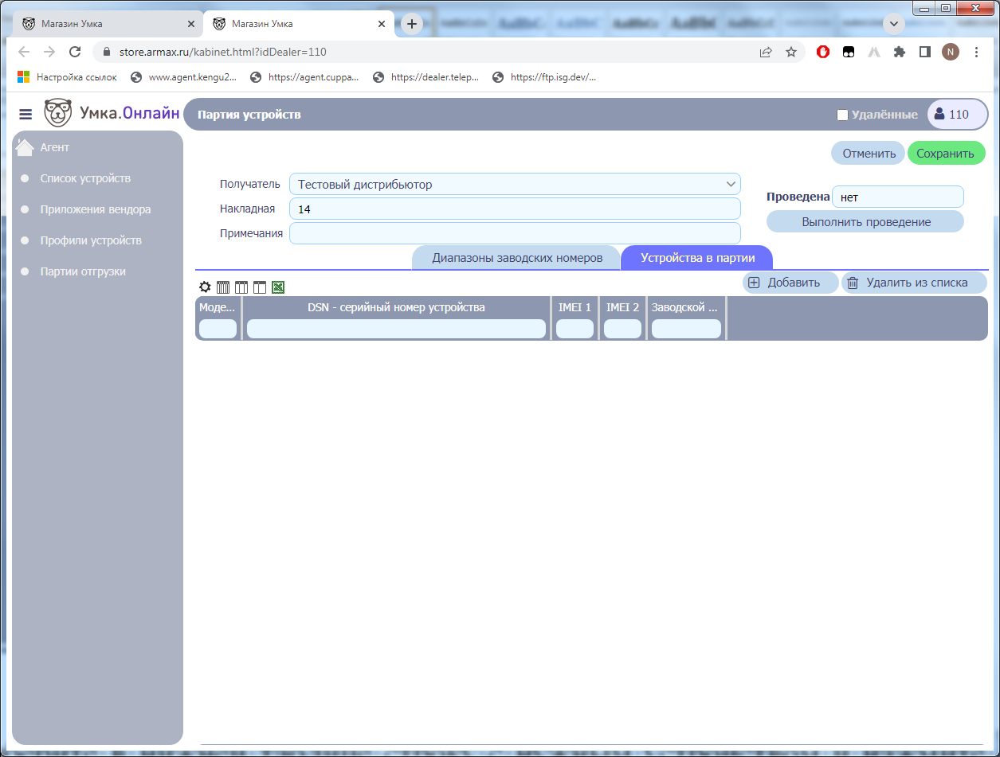 Магазин Умка
Магазин Умка
store.armax.ru/kabinet.html?idDealer=110
N
Настройка ссылок
www.agent.kengu2...
https://agent.cuppa...
https://dealer.telep...
https://ftp.isg.dev/...
Умка.Онлайн
Партия устройств
Удалённые
110
Агент
Список устройств
Приложения вендора
Профили устройств
Партии отгрузки
Отменить
Сохранить
Получатель
Тестовый дистрибьютор
Накладная
14
Примечания
Проведена
нет
Выполнить проведение
Диапазоны заводских номеров
Устройства в партии
Добавить
Удалить из списка
Моде...
DSN - серийный номер устройства
IMEI 1
IMEI 2
Заводской ...